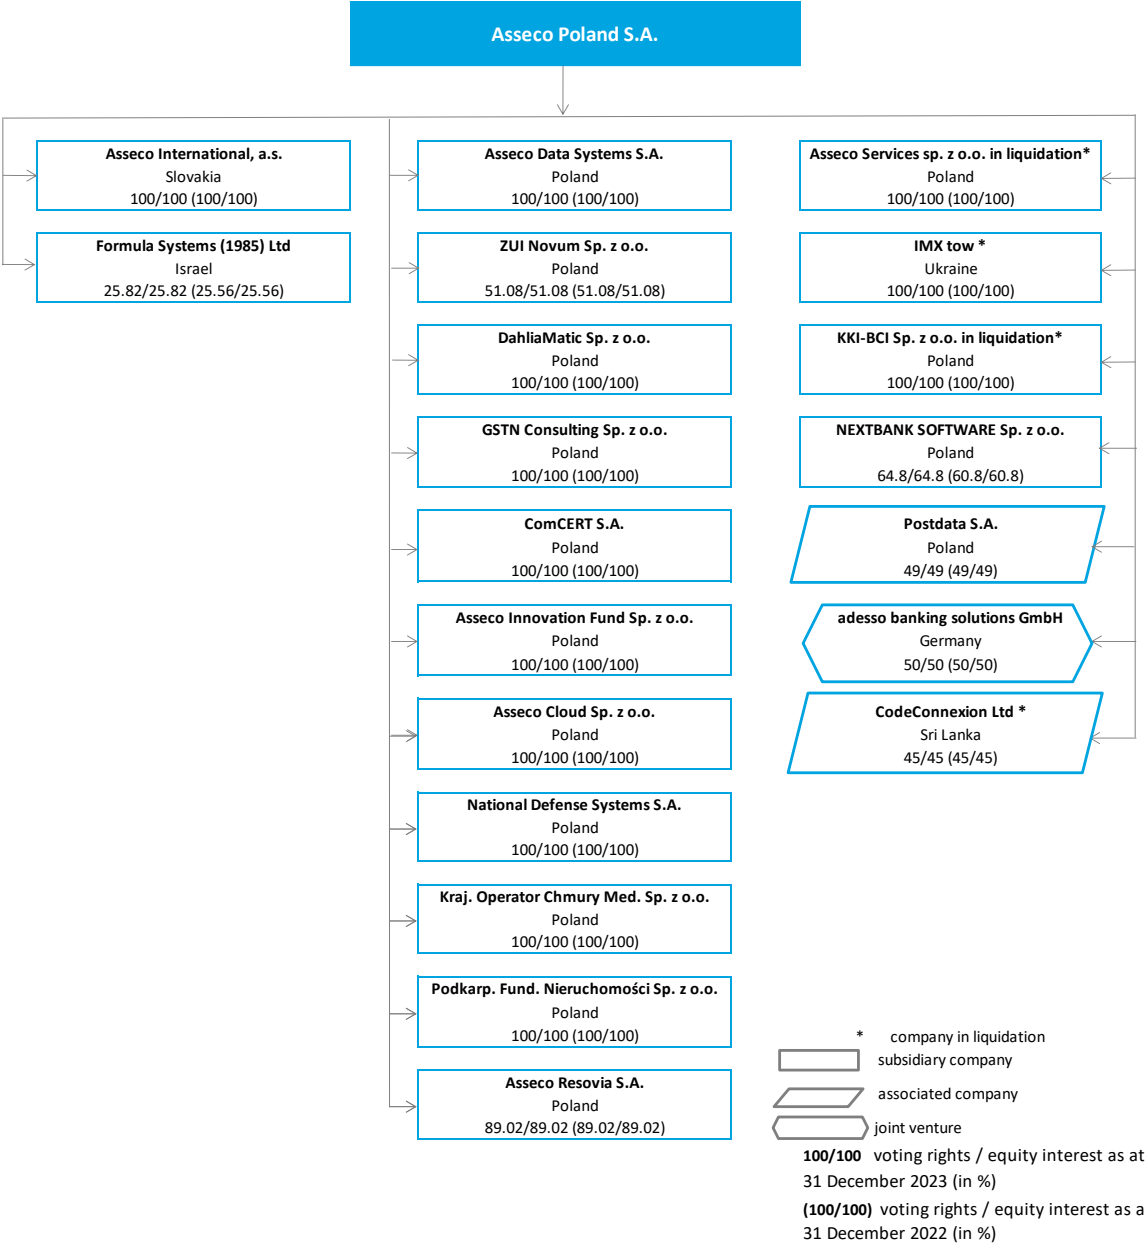 Asseco Poland S.A.
Asseco International, a.s.
Slovakia
100/100 (100/100)
Formula Systems (1985) Ltd
Israel
25.82/25.82 (25.56/25.56)
Asseco Data Systems S.A.
Poland
100/100 (100/100)
ZUI Novum Sp. z o.o.
Poland
51.08/51.08 (51.08/51.08)
DahliaMatic Sp. z o.o.
Poland
100/100 (100/100)
GSTN Consulting Sp. z o.o.
Poland
100/100 (100/100)
ComCERT S.A.
Poland
100/100 (100/100)
Asseco Innovation Fund Sp. z o.o.
Poland
100/100 (100/100)
Asseco Cloud Sp. z o.o.
Poland
100/100 (100/100)
National Defense Systems S.A.
Poland
100/100 (100/100)
Kraj. Operator Chmury Med. Sp. z o.o.
Poland
100/100 (100/100)
Podkarp. Fund. Nieruchomości Sp. z o.o.
Poland
100/100 (100/100)
Asseco Resovia S.A.
Poland
89.02/89.02 (89.02/89.02)
Asseco Services sp. z o.o. in liquidation*
Poland
100/100 (100/100)
IMX tow *
Ukraine
100/100 (100/100)
KKI-BCI Sp. z o.o. in liquidation*
Poland
100/100 (100/100)
NEXTBANK SOFTWARE Sp. z o.o.
Poland
64.8/64.8 (60.8/60.8)
Postdata S.A.
Poland
49/49 (49/49)
adesso banking solutions GmbH
Germany
50/50 (50/50)
CodeConnexion Ltd *
Sri Lanka
45/45 (45/45)
* company in liquidation
subsidiary company
associated company
joint venture
100/100 voting rights / equity interest as at
31 December 2023 (in %)
(100/100) voting rights / equity interest as a
31 December 2022 (in %)